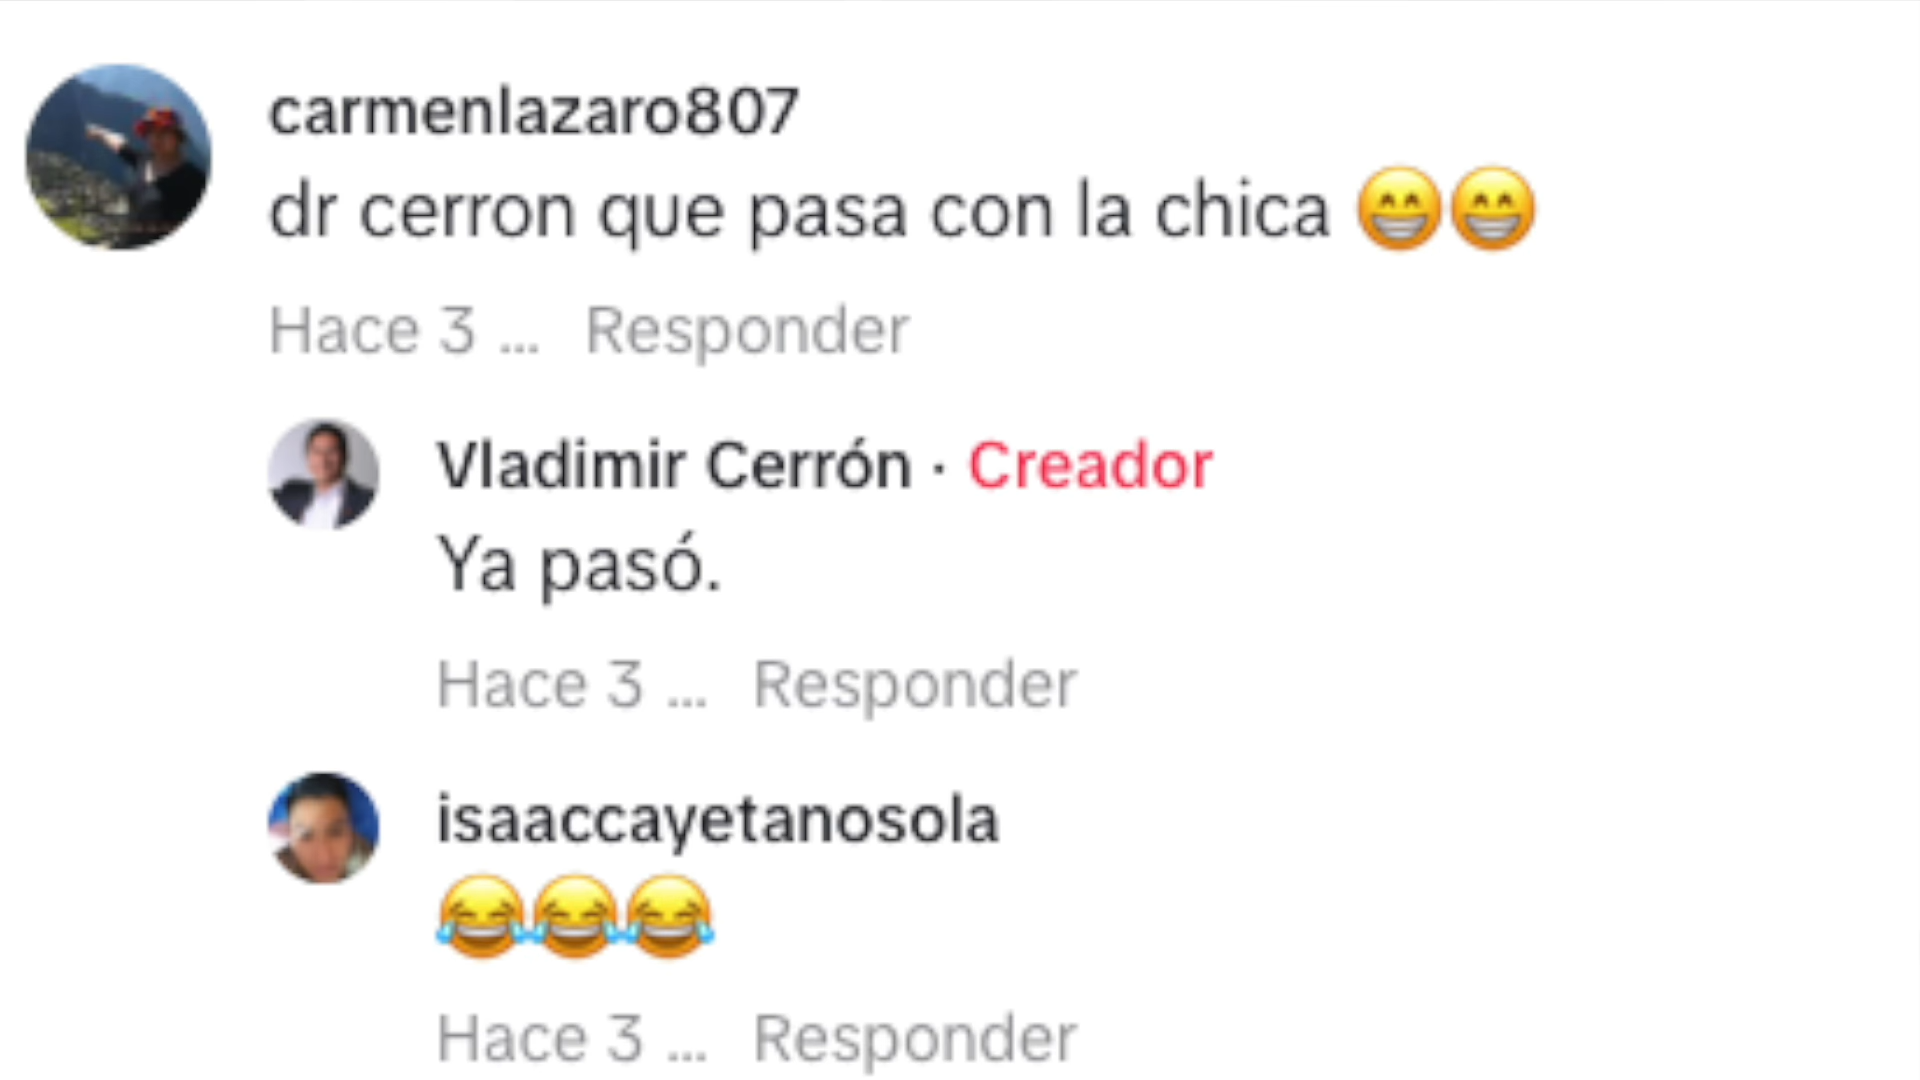 carmenlazaro807
dr cerron que pasa con la chica 😁😁
Hace 3 ... Responder
Vladimir Cerrón · Creador
Ya pasó.
Hace 3 ... Responder
isaaccayetanosola
😂😂😂
Hace 3 ... Responder